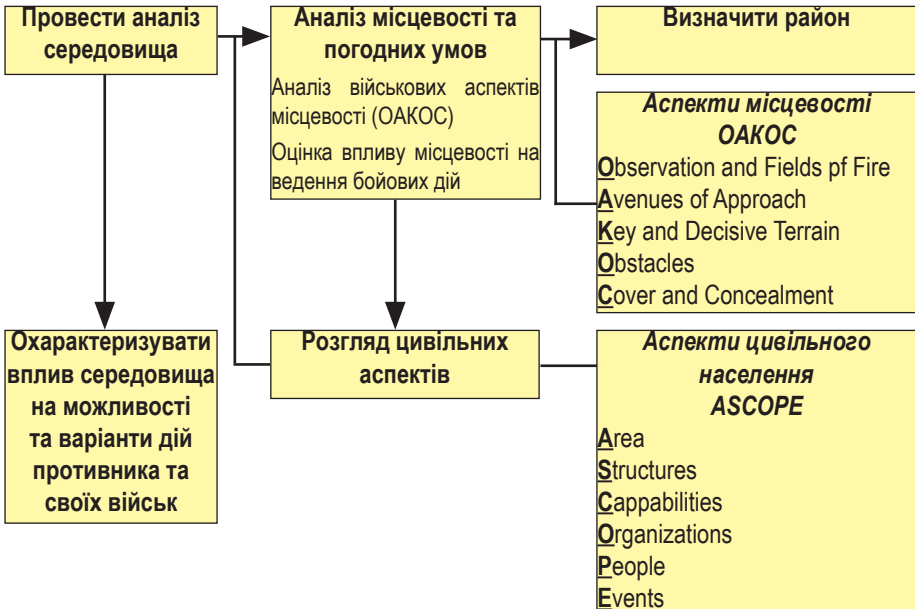 Провести аналіз
середовища
Аналіз місцевості та
погодних умов
Аналіз військових аспектів
місцевості (ОАКОС)
Оцінка впливу місцевості на
ведення бойових дій
Визначити район
Аспекти місцевості
ОАКОС
Observation and Fields pf Fire
Avenues of Approach
Key and Decisive Terrain
Obstacles
Cover and Concealment
Охарактеризувати
вплив середовища
на можливості
та варіанти дій
противника та
своїх військ
Розгляд цивільних
аспектів
Аспекти цивільного
населення
ASCOPE
Area
Structures
Cappabilities
Organizations
People
Events